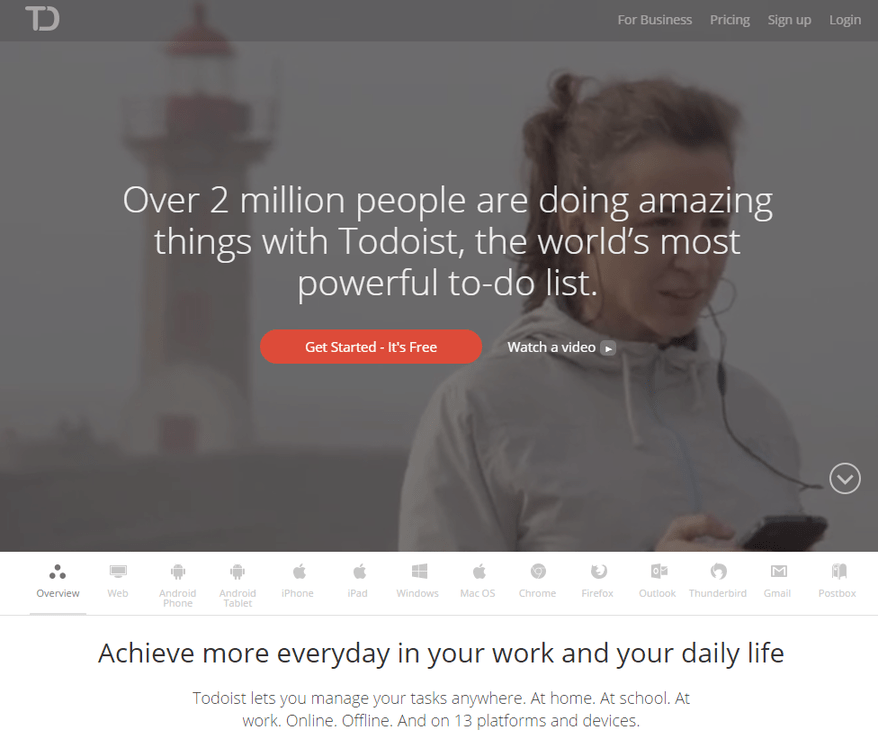 TD
For Business Pricing Sign up Login
Over 2 million people are doing amazing
things with Todoist, the world’s most
powerful to-do list.
Get Started - It's Free
Watch a video
Overview
Web
Android
Phone
Android
Tablet
iPhone
iPad
Windows
Mac OS
Chrome
Firefox
Outlook
Thunderbird
Gmail
Postbox
Achieve more everyday in your work and your daily life
Todoist lets you manage your tasks anywhere. At home. At school. At
work. Online. Offline. And on 13 platforms and devices.